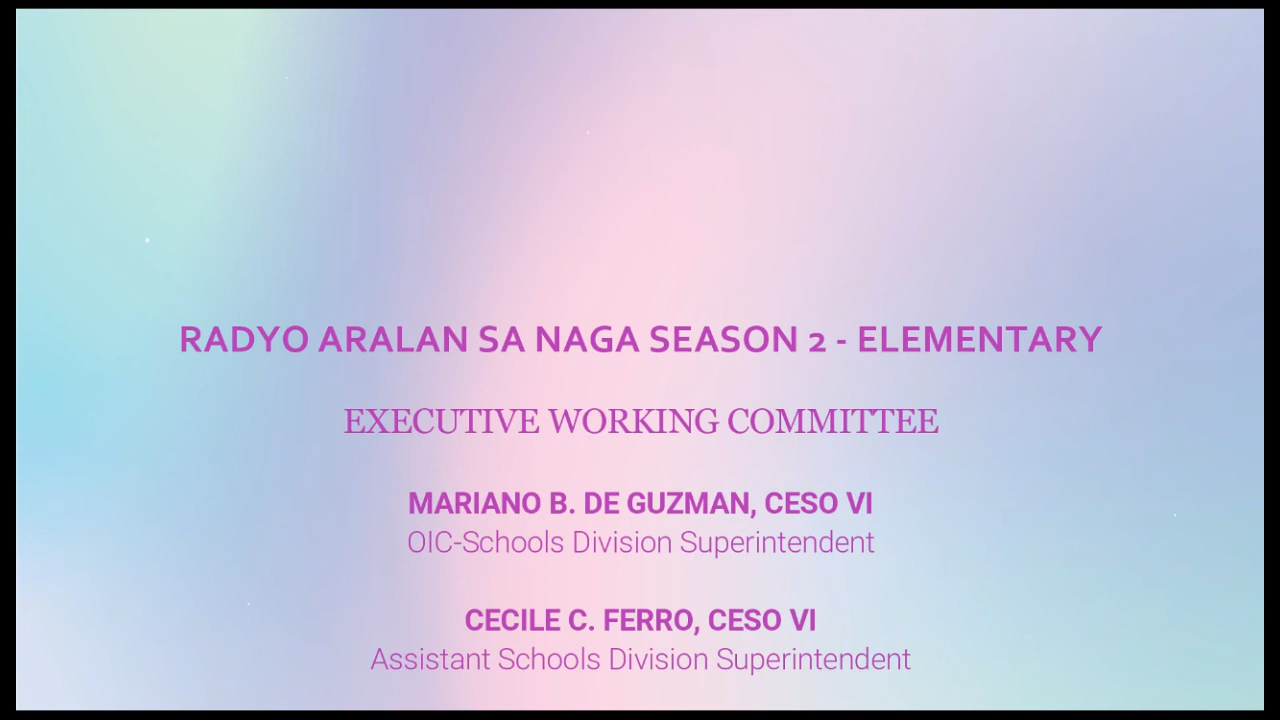 RADYO ARALAN SA NAGA SEASON 2 - ELEMENTARY
EXECUTIVE WORKING COMMITTEE
MARIANO B. DE GUZMAN, CESO VI
OIC-Schools Division Superintendent
CECILE C. FERRO, CESO VI
Assistant Schools Division Superintendent